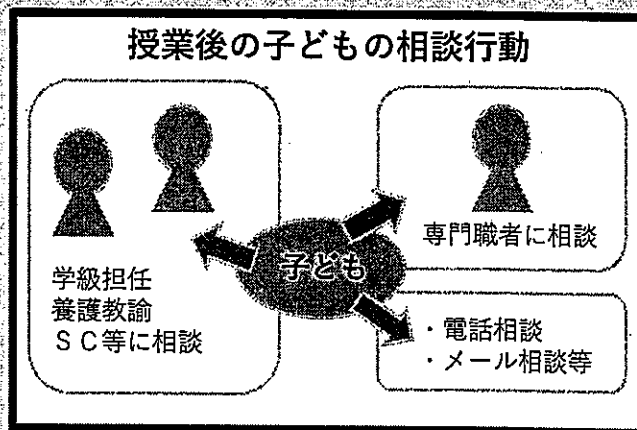 授業後の子どもの相談行動
学級担任
養護教諭
ＳＣ等に相談
子ども
専門職者に相談
・電話相談
・メール相談等